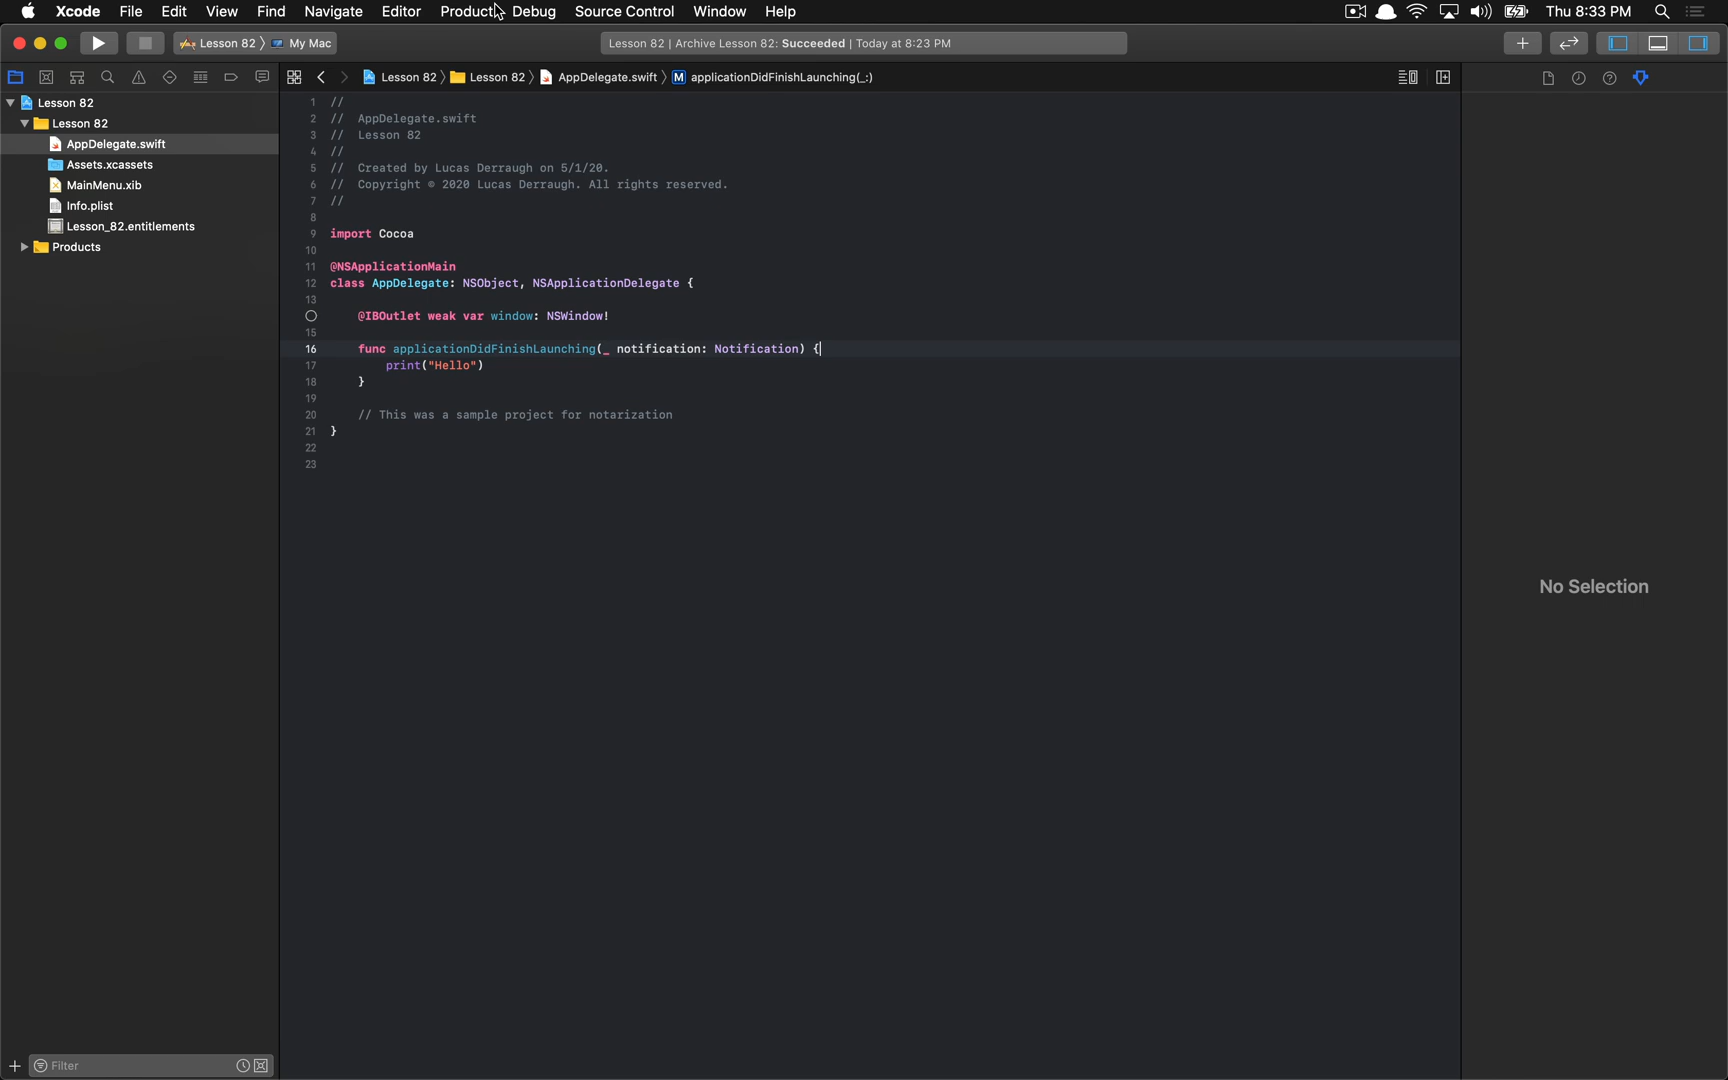 Xcode File Edit View Find Navigate Editor Product Debug Source Control Window Help Thu 8:33 PM
Lesson 82 〉 My Mac
Lesson 82 | Archive Lesson 82: Succeeded | Today at 8:23 PM
Lesson 82 〉 Lesson 82 〉 AppDelegate.swift 〉 M applicationDidFinishLaunching(_:)
Lesson 82
Lesson 82
AppDelegate.swift
Assets.xcassets
MainMenu.xib
Info.plist
Lesson_82.entitlements
Products
1 //
2 // AppDelegate.swift
3 // Lesson 82
4 //
5 // Created by Lucas Derraugh on 5/1/20.
6 // Copyright © 2020 Lucas Derraugh. All rights reserved.
7 //
8
9 import Cocoa
10
11 @NSApplicationMain
12 class AppDelegate: NSObject, NSApplicationDelegate {
13
@IBOutlet weak var window: NSWindow!
15
16 func applicationDidFinishLaunching(_ notification: Notification) {
17 print("Hello")
18 }
19
20 // This was a sample project for notarization
21 }
22
23
No Selection
Filter